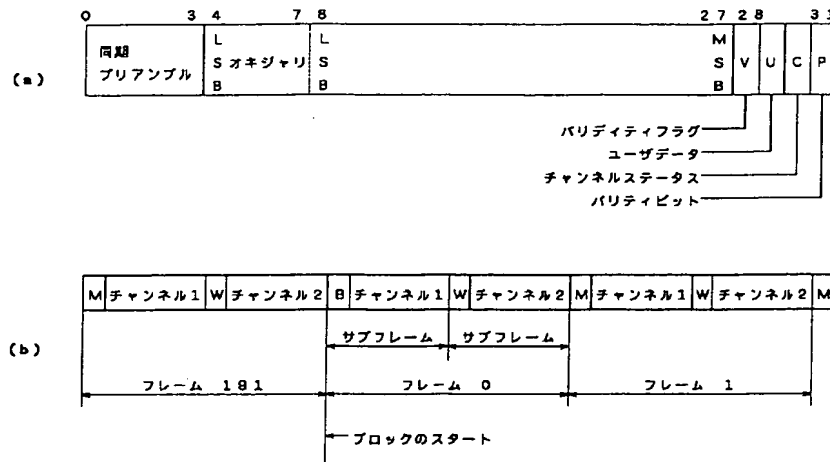 0 3 4 7 8 27 28 31
(a)
同期
プリアンブル
LSB
オキジャリ
LSB
MSB
V U C P
バリディティフラグ
ユーザデータ
チャンネルステータス
パリティビット
(b)
M チャンネル1 W チャンネル2 B チャンネル1 W チャンネル2 M チャンネル1 W チャンネル2 M
サブフレーム サブフレーム
フレーム 191 フレーム 0 フレーム 1
ブロックのスタート